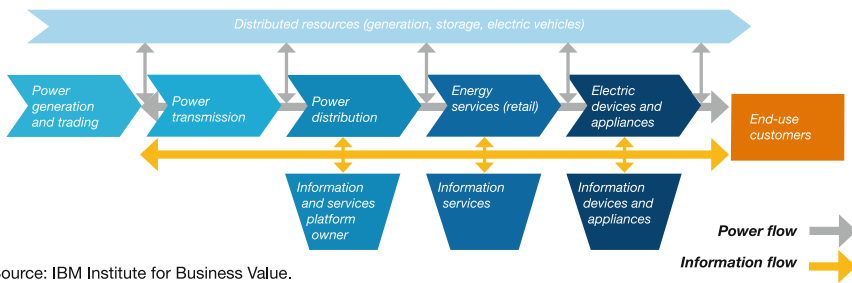 Distributed resources (generation, storage, electric vehicles)
Power
generation
and trading
Power
transmission
Power
distribution
Energy
services (retail)
Electric
devices and
appliances
End-use
customers
Information
and services
platform
owner
Information
services
Information
devices and
appliances
Power flow
Information flow
ource: IBM Institute for Business Value.